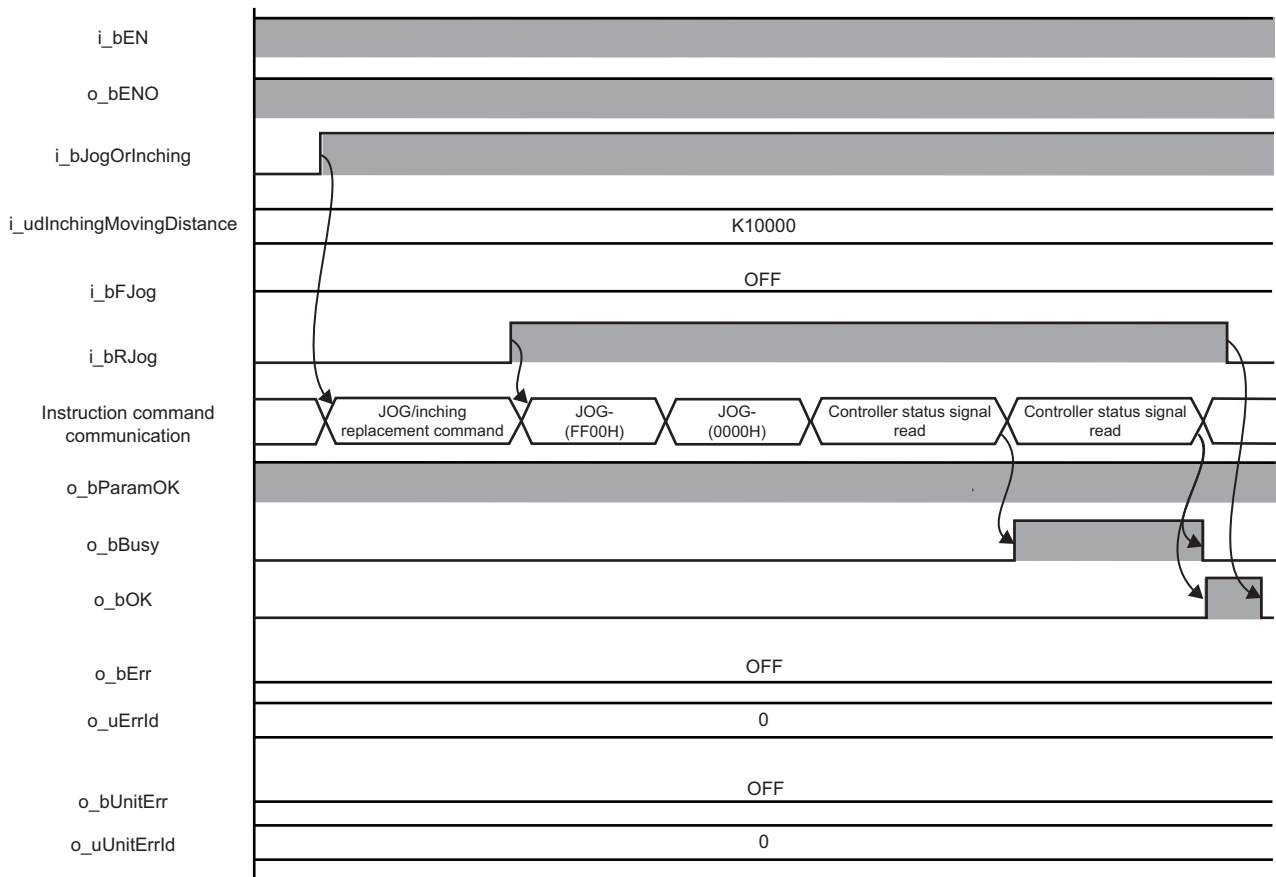 i_bEN
o_bENO
i_bJogOrInching
i_udInchingMovingDistance
K10000
i_bFJog
OFF
i_bRJog
Instruction command
communication
JOG/inching
replacement command
JOG-
(FF00H)
JOG-
(0000H)
Controller status signal
read
Controller status signal
read
o_bParamOK
o_bBusy
o_bOK
o_bErr
OFF
o_uErrId
0
o_bUnitErr
OFF
o_uUnitErrId
0